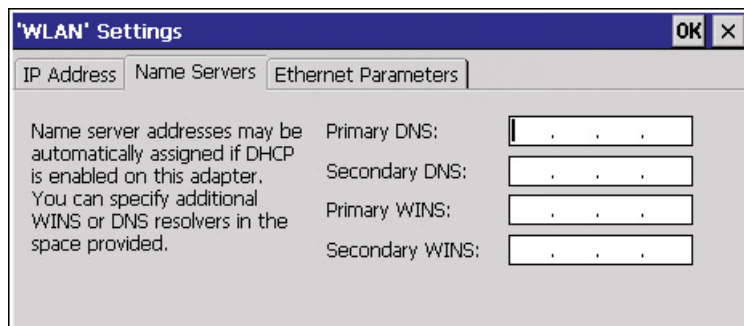 'WLAN' Settings OK ×
IP Address Name Servers Ethernet Parameters
Name server addresses may be
automatically assigned if DHCP
is enabled on this adapter.
You can specify additional
WINS or DNS resolvers in the
space provided.
Primary DNS: . . .
Secondary DNS: . . .
Primary WINS: . . .
Secondary WINS: . . .